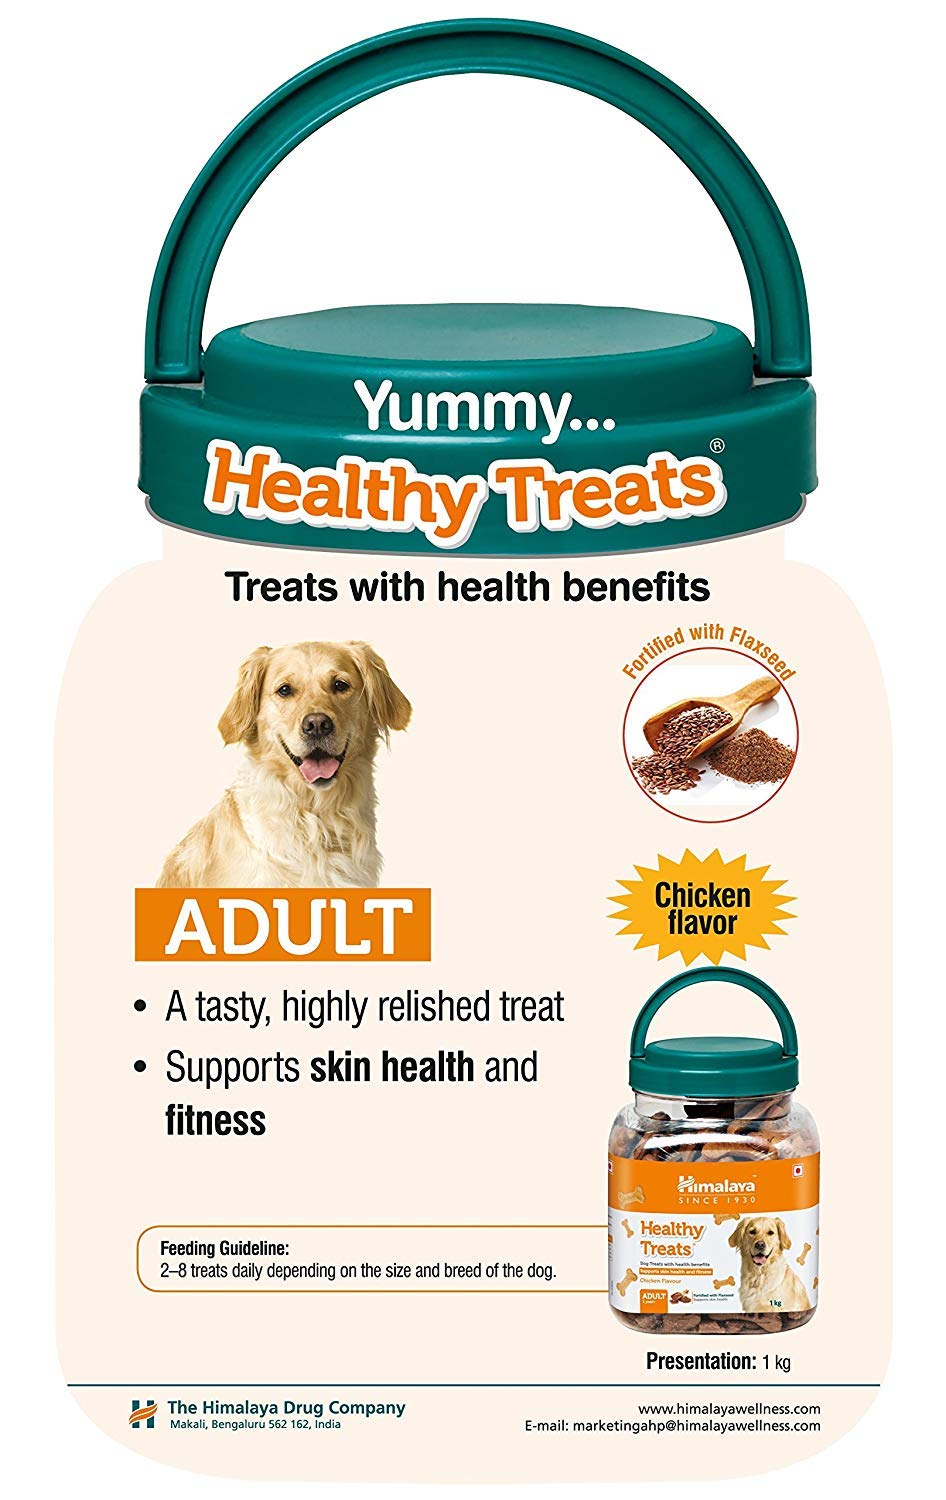 Yummy...
Healthy Treats®
Treats with health benefits
Fortified with Flaxseed
Chicken
flavor
ADULT
• A tasty, highly relished treat
• Supports skin health and
fitness
Himalaya
SINCE 1930
Healthy
Treats
Dog Treats with health benefits
Supports skin health and fitness
Chicken Flavour
ADULT
Fortified with Flaxseed
Supports skin health
1 kg
Feeding Guideline:
2–8 treats daily depending on the size and breed of the dog.
Presentation: 1 kg
The Himalaya Drug Company
Makali, Bengaluru 562 162, India
www.himalayawellness.com
E-mail: marketingahp@himalayawellness.com